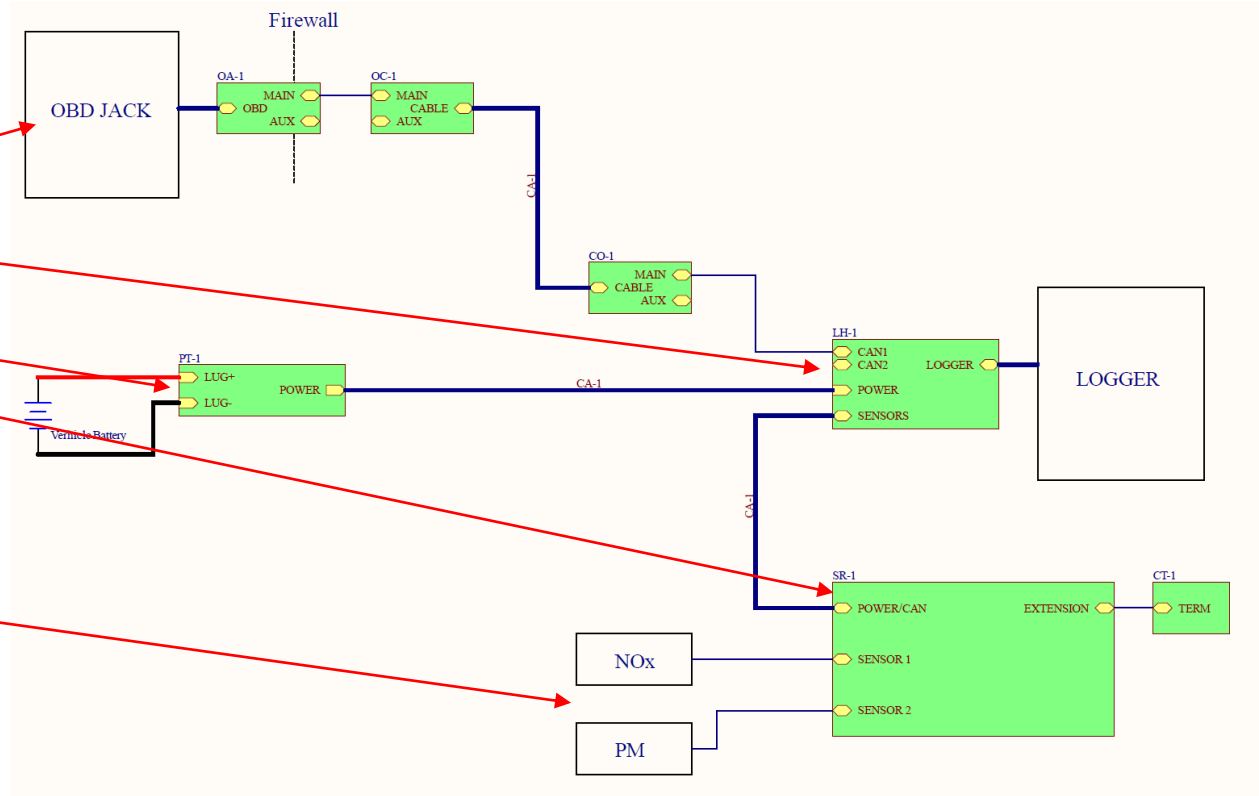 Firewall
OBD JACK
OA-1
MAIN
OBD
AUX
OC-1
MAIN
CABLE
AUX
CA-1
CO-1
MAIN
CABLE
AUX
LH-1
CAN1
CAN2
LOGGER
POWER
SENSORS
LOGGER
PT-1
LUG+
POWER
LUG-
CA-1
Vehicle Battery
CA-1
SR-1
POWER/CAN
EXTENSION
SENSOR 1
SENSOR 2
CT-1
TERM
NOx
PM